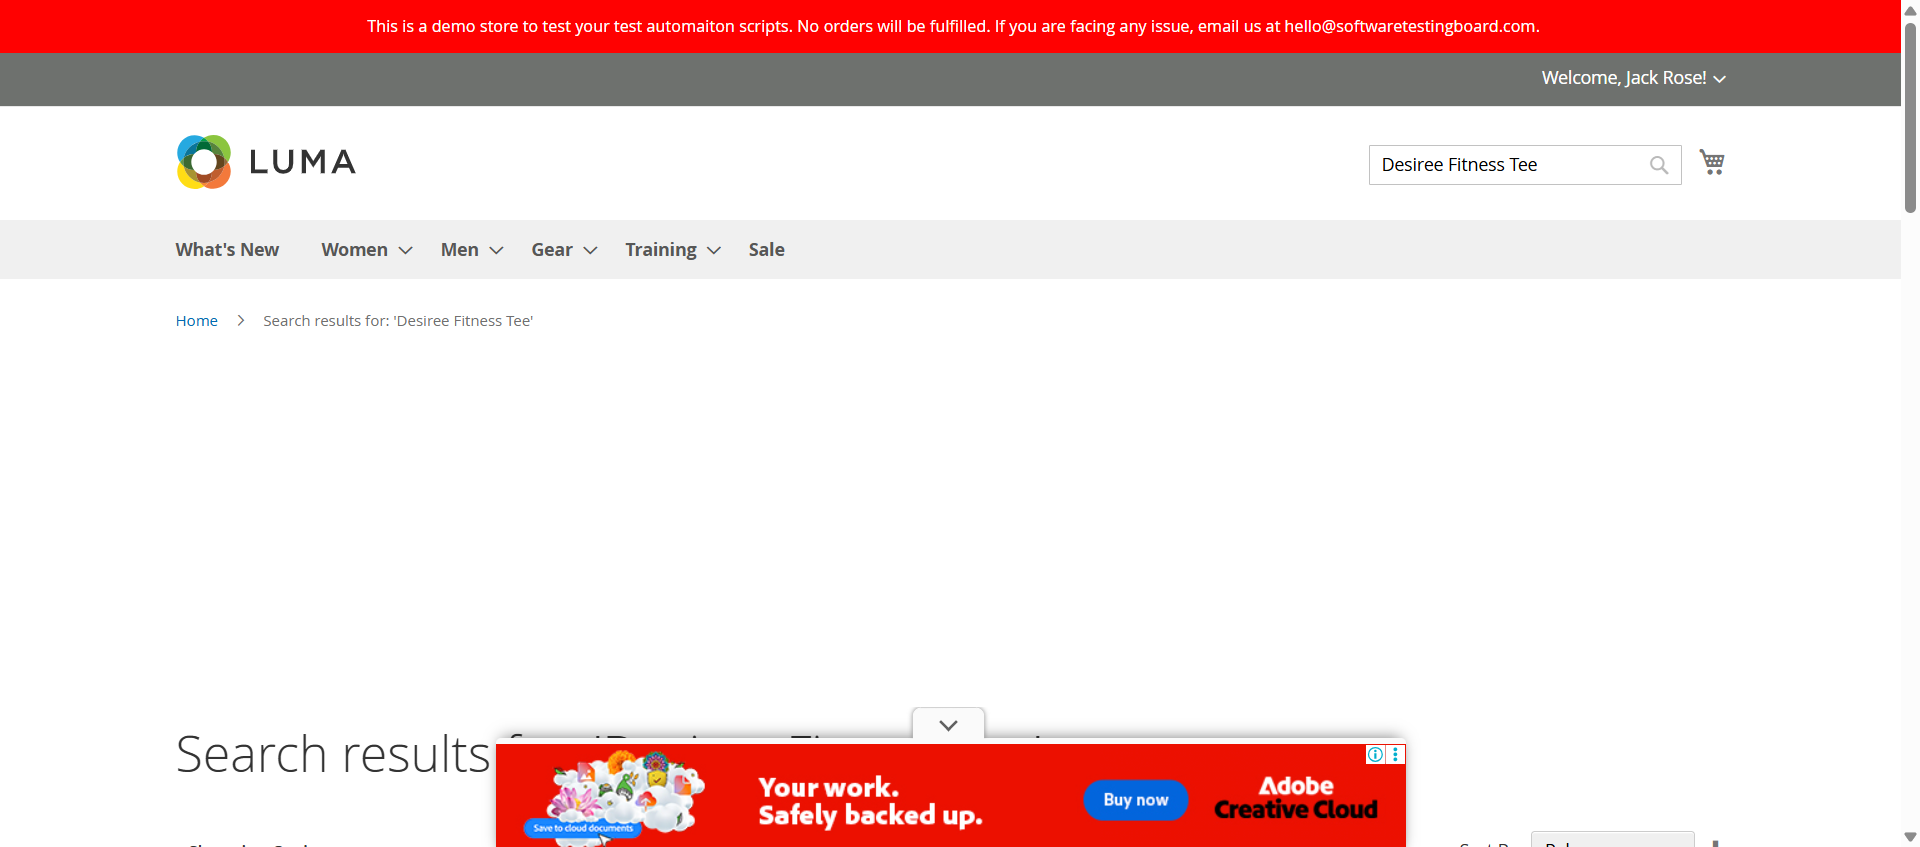 This is a demo store to test your test automaiton scripts. No orders will be fulfilled. If you are facing any issue, email us at hello@softwaretestingboard.com.
Welcome, Jack Rose!
LUMA
Desiree Fitness Tee
What's New Women Men Gear Training Sale
Home Search results for: 'Desiree Fitness Tee'
Search results
Your work.
Safely backed up.
Buy now
Adobe
Creative Cloud
Save to cloud documents